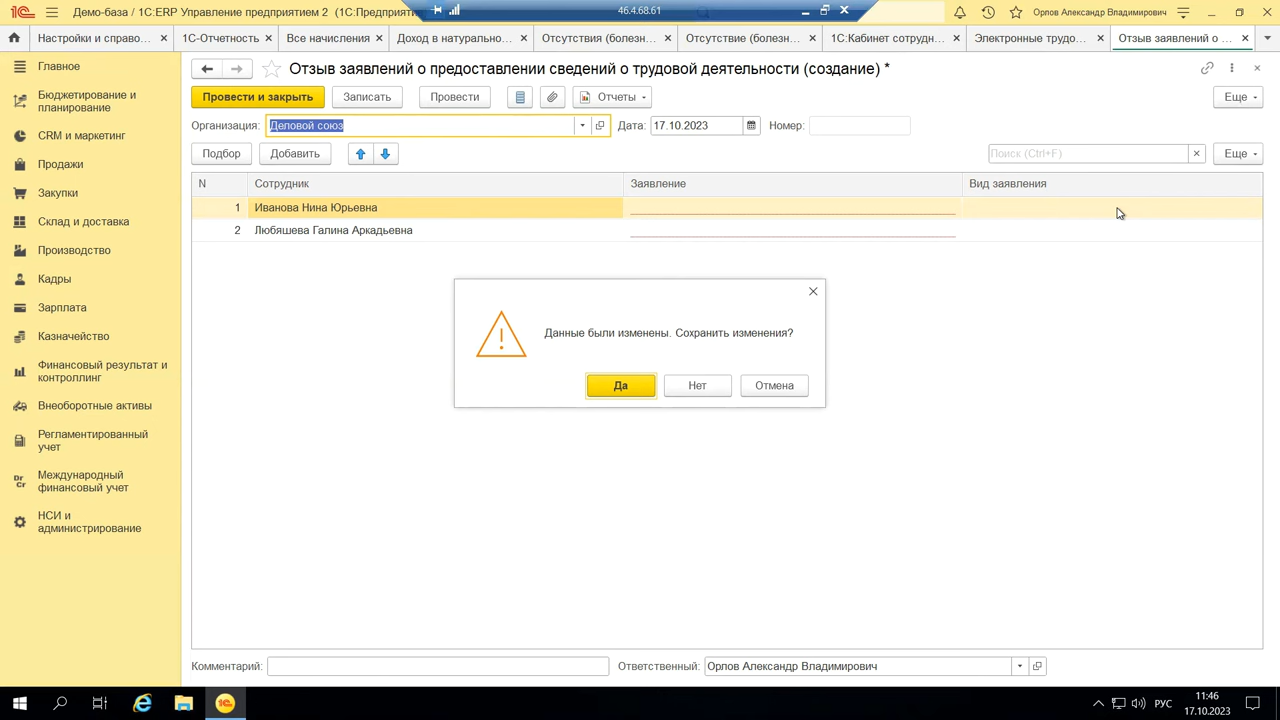 Демо-база / 1С:ERP Управление предприятием 2 (1С:Предприяти
46.4.68.61
Орлов Александр Владимирович
Настройки и справо...
1С-Отчетность
Все начисления
Доход в натурально...
Отсутствия (болезн...
Отсутствие (болезн...
1С:Кабинет сотрудн...
Электронные трудо...
Отзыв заявлений о ...
Главное
Бюджетирование и
планирование
CRM и маркетинг
Продажи
Закупки
Склад и доставка
Производство
Кадры
Зарплата
Казначейство
Финансовый результат и
контроллинг
Внеоборотные активы
Регламентированный
учет
Dr
Cr
Международный
финансовый учет
НСИ и
администрирование
Отзыв заявлений о предоставлении сведений о трудовой деятельности (создание) *
Провести и закрыть
Записать
Провести
Отчеты
Еще
Организация:
Деловой союз
Дата:
17.10.2023
Номер:
Подбор
Добавить
Поиск (Ctrl+F)
Еще
N
Сотрудник
Заявление
Вид заявления
1
Иванова Нина Юрьевна
2
Любяшева Галина Аркадьевна
Данные были изменены. Сохранить изменения?
Да
Нет
Отмена
Комментарий:
Ответственный:
Орлов Александр Владимирович
РУС
11:46
17.10.2023